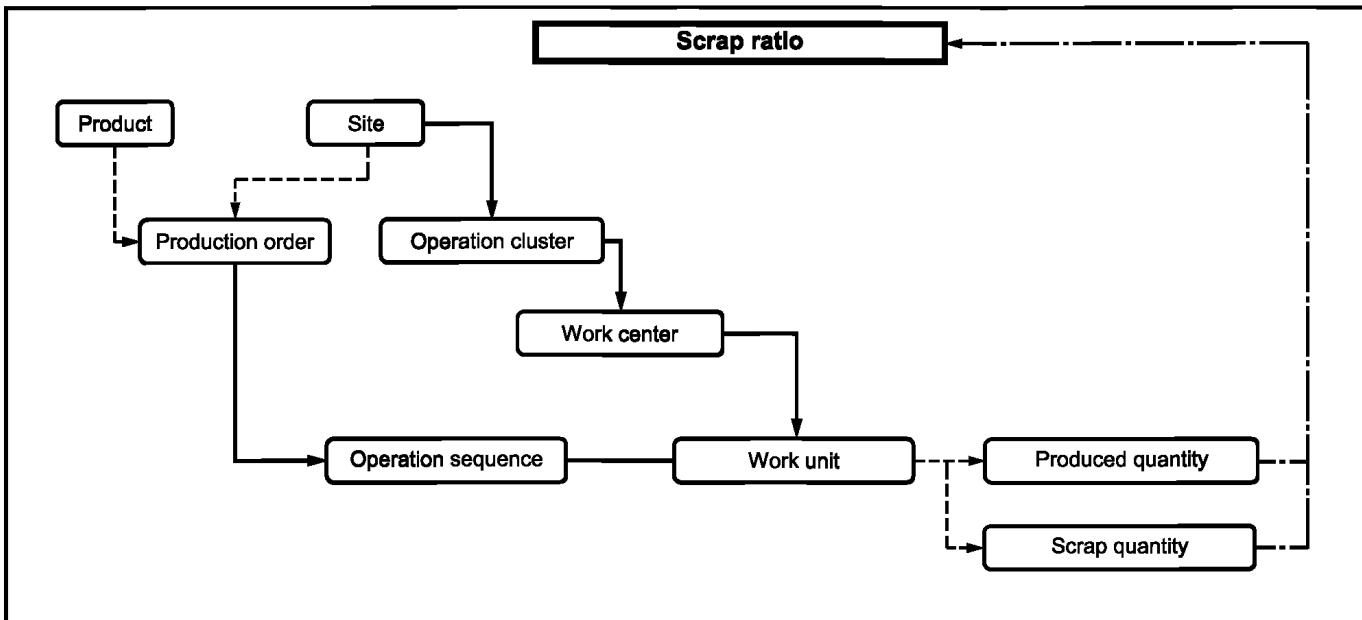 Scrap ratio
Product
Site
Production order
Operation cluster
Work center
Operation sequence
Work unit
Produced quantity
Scrap quantity